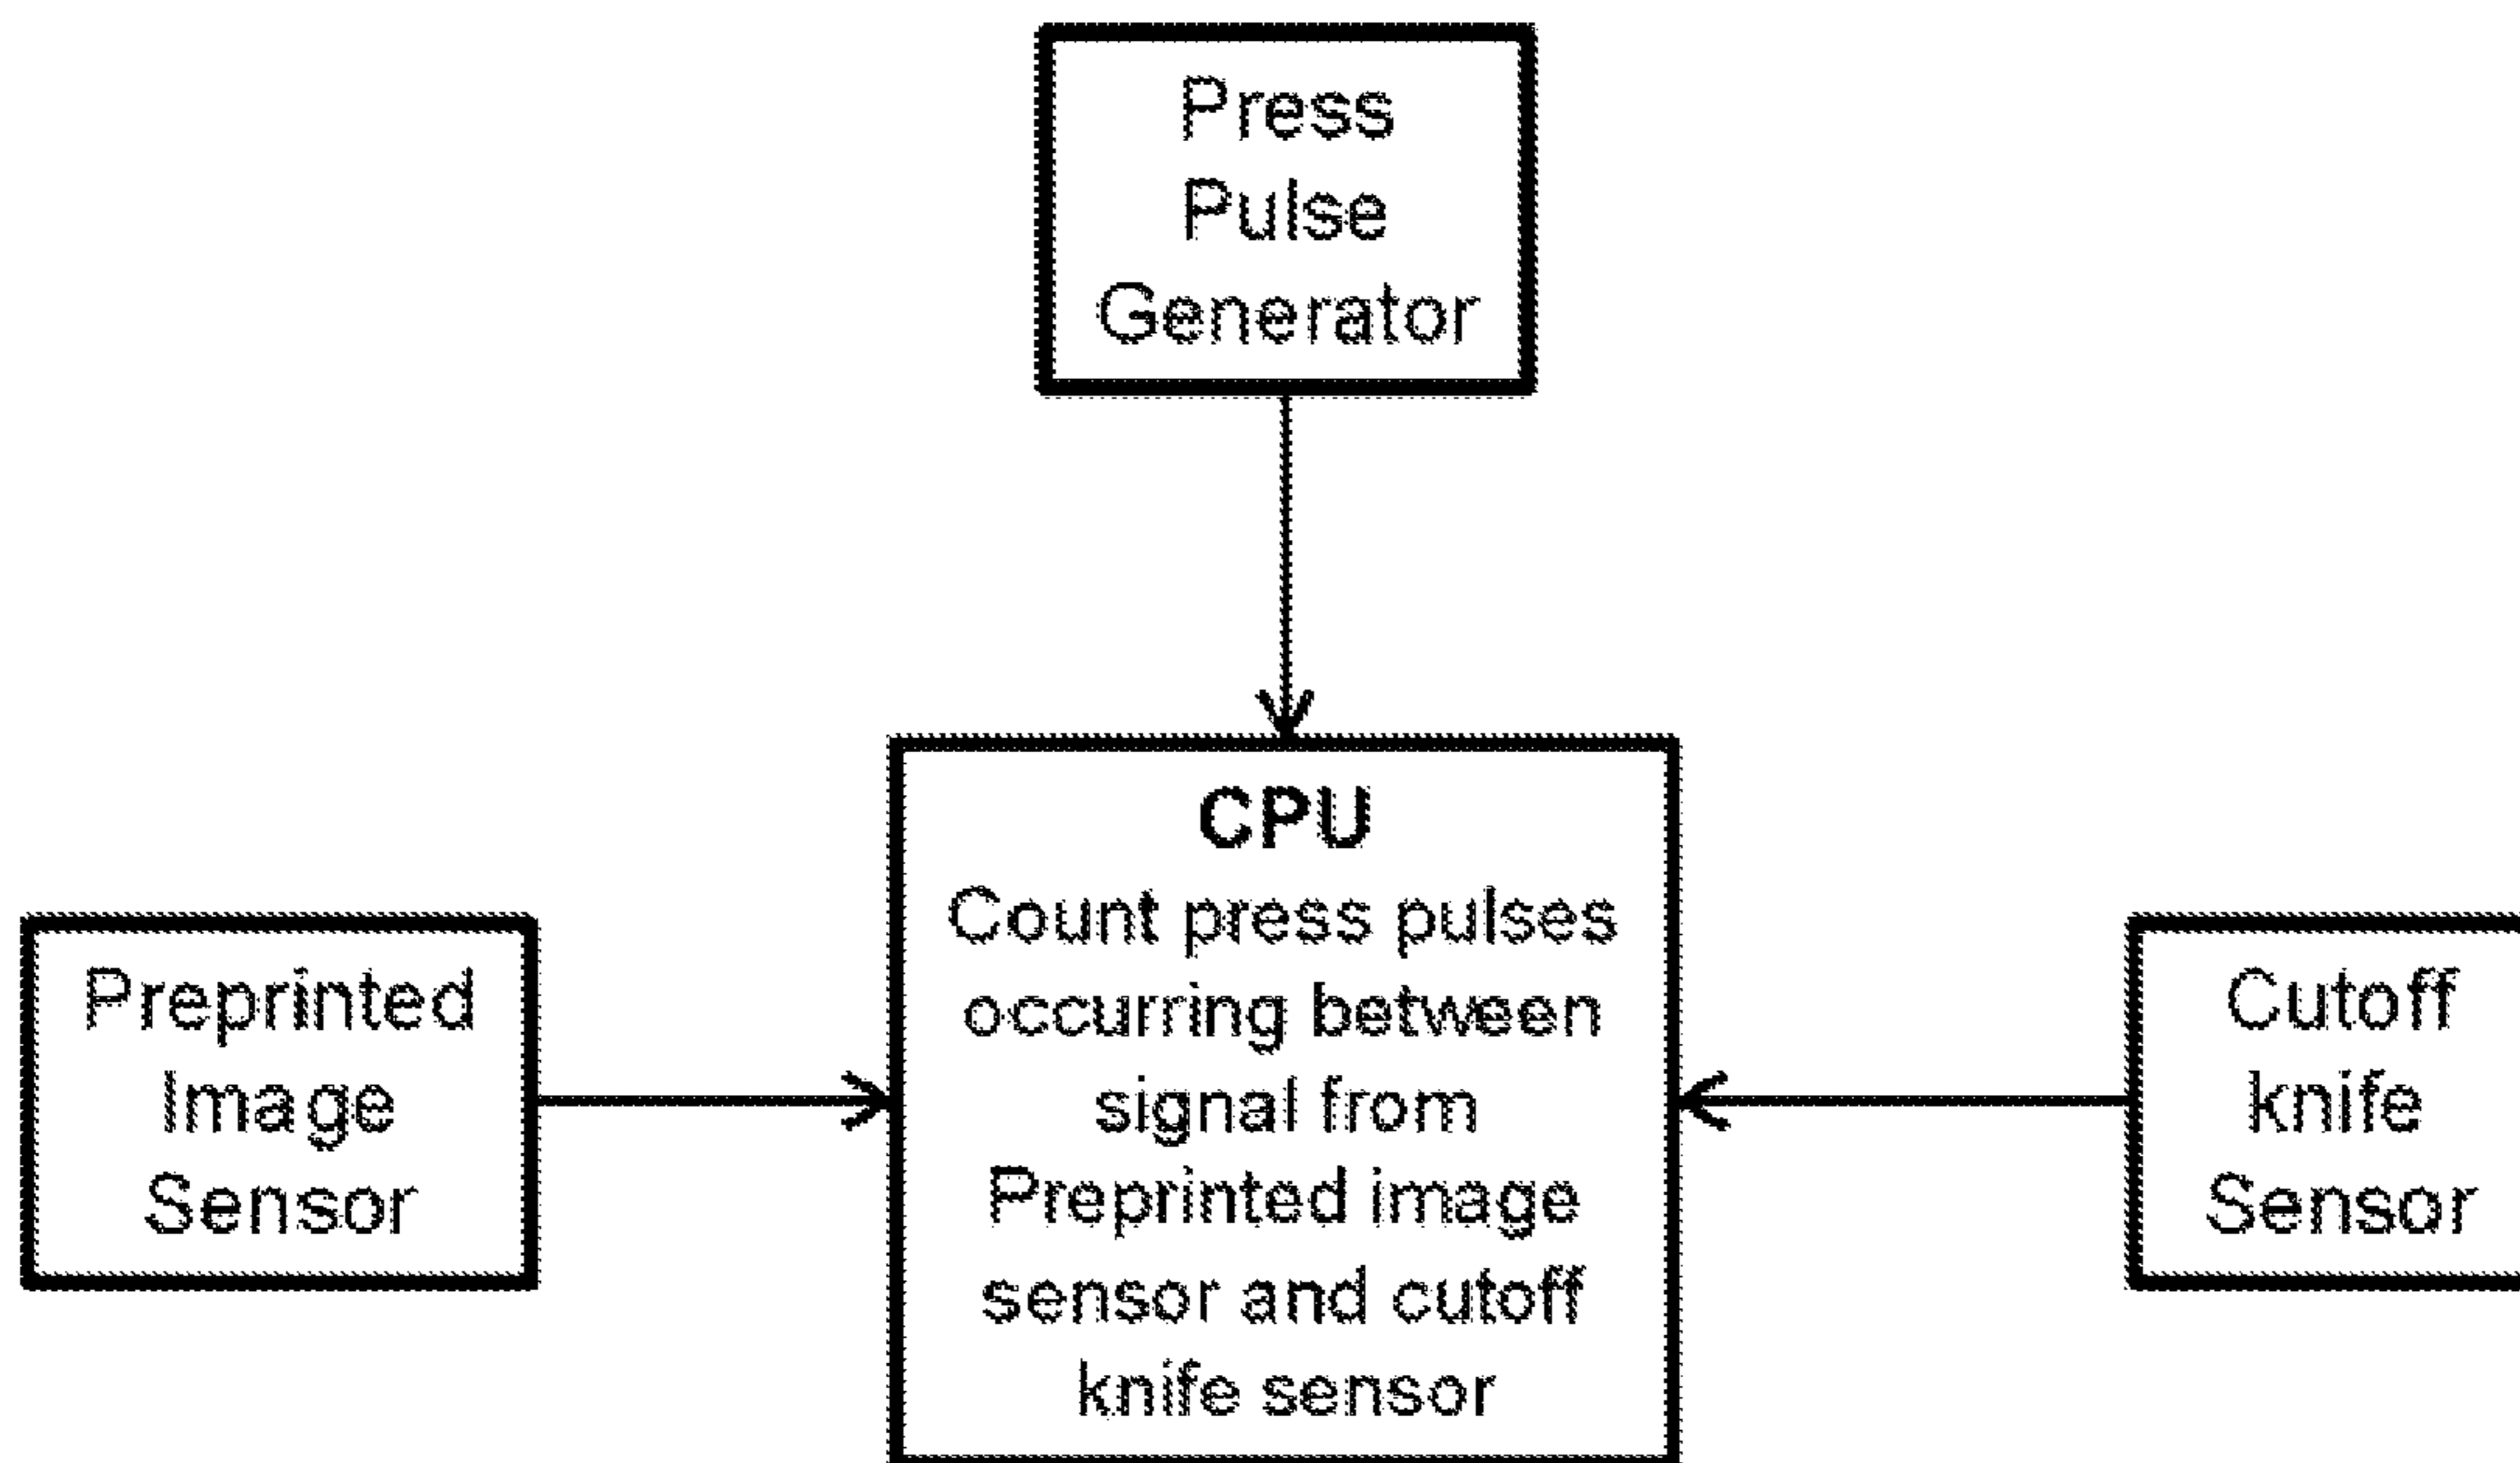 Press
Pulse
Generator
CPU
Count press pulses
occurring between
signal from
Preprinted image
sensor and cutoff
knife sensor
Preprinted
Image
Sensor
Cutoff
knife
Sensor